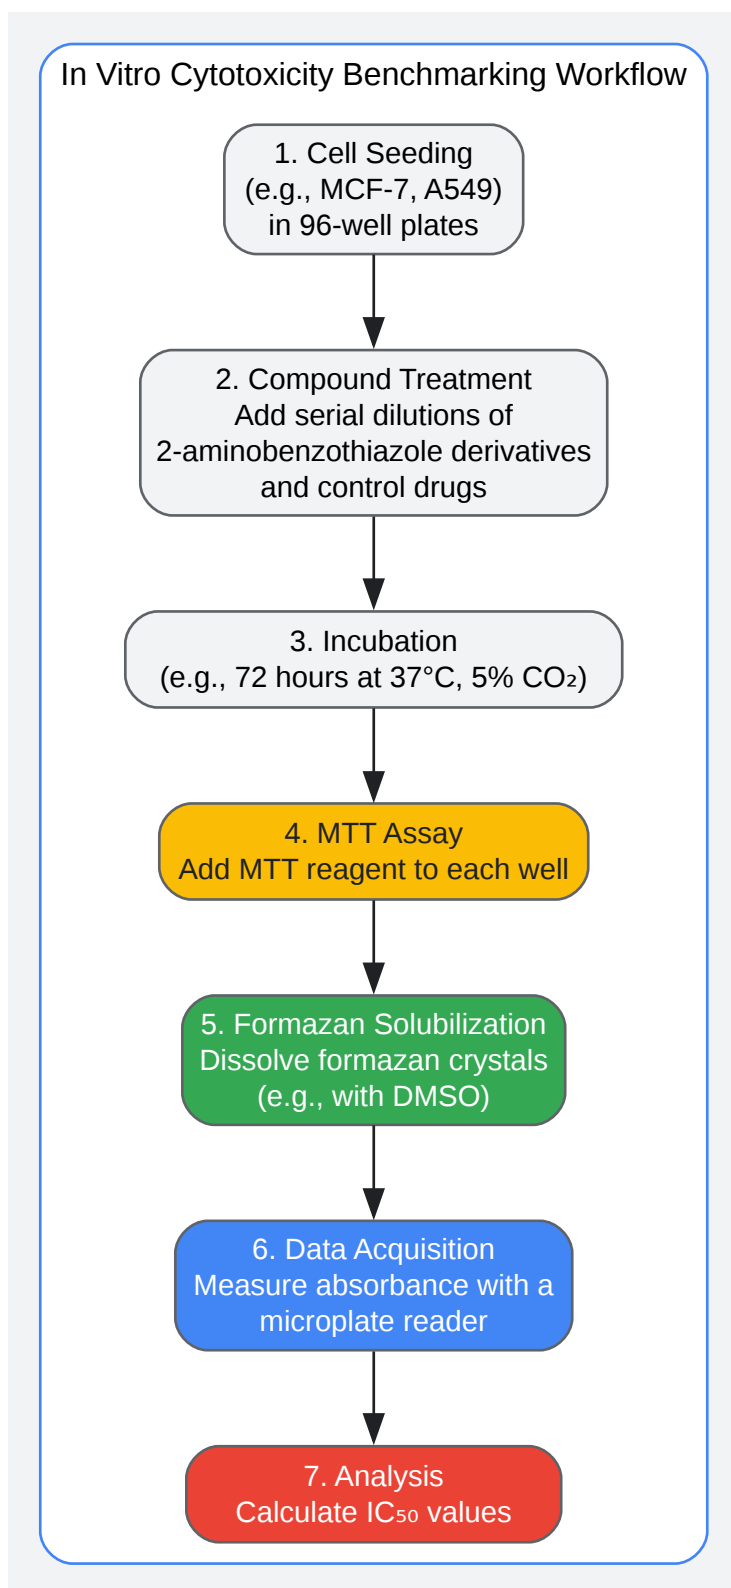 In Vitro Cytotoxicity Benchmarking Workflow
1. Cell Seeding
(e.g., MCF-7, A549)
in 96-well plates
2. Compound Treatment
Add serial dilutions of
2-aminobenzothiazole derivatives
and control drugs
3. Incubation
(e.g., 72 hours at 37°C, 5% CO₂)
4. MTT Assay
Add MTT reagent to each well
5. Formazan Solubilization
Dissolve formazan crystals
(e.g., with DMSO)
6. Data Acquisition
Measure absorbance with a
microplate reader
7. Analysis
Calculate IC₅₀ values